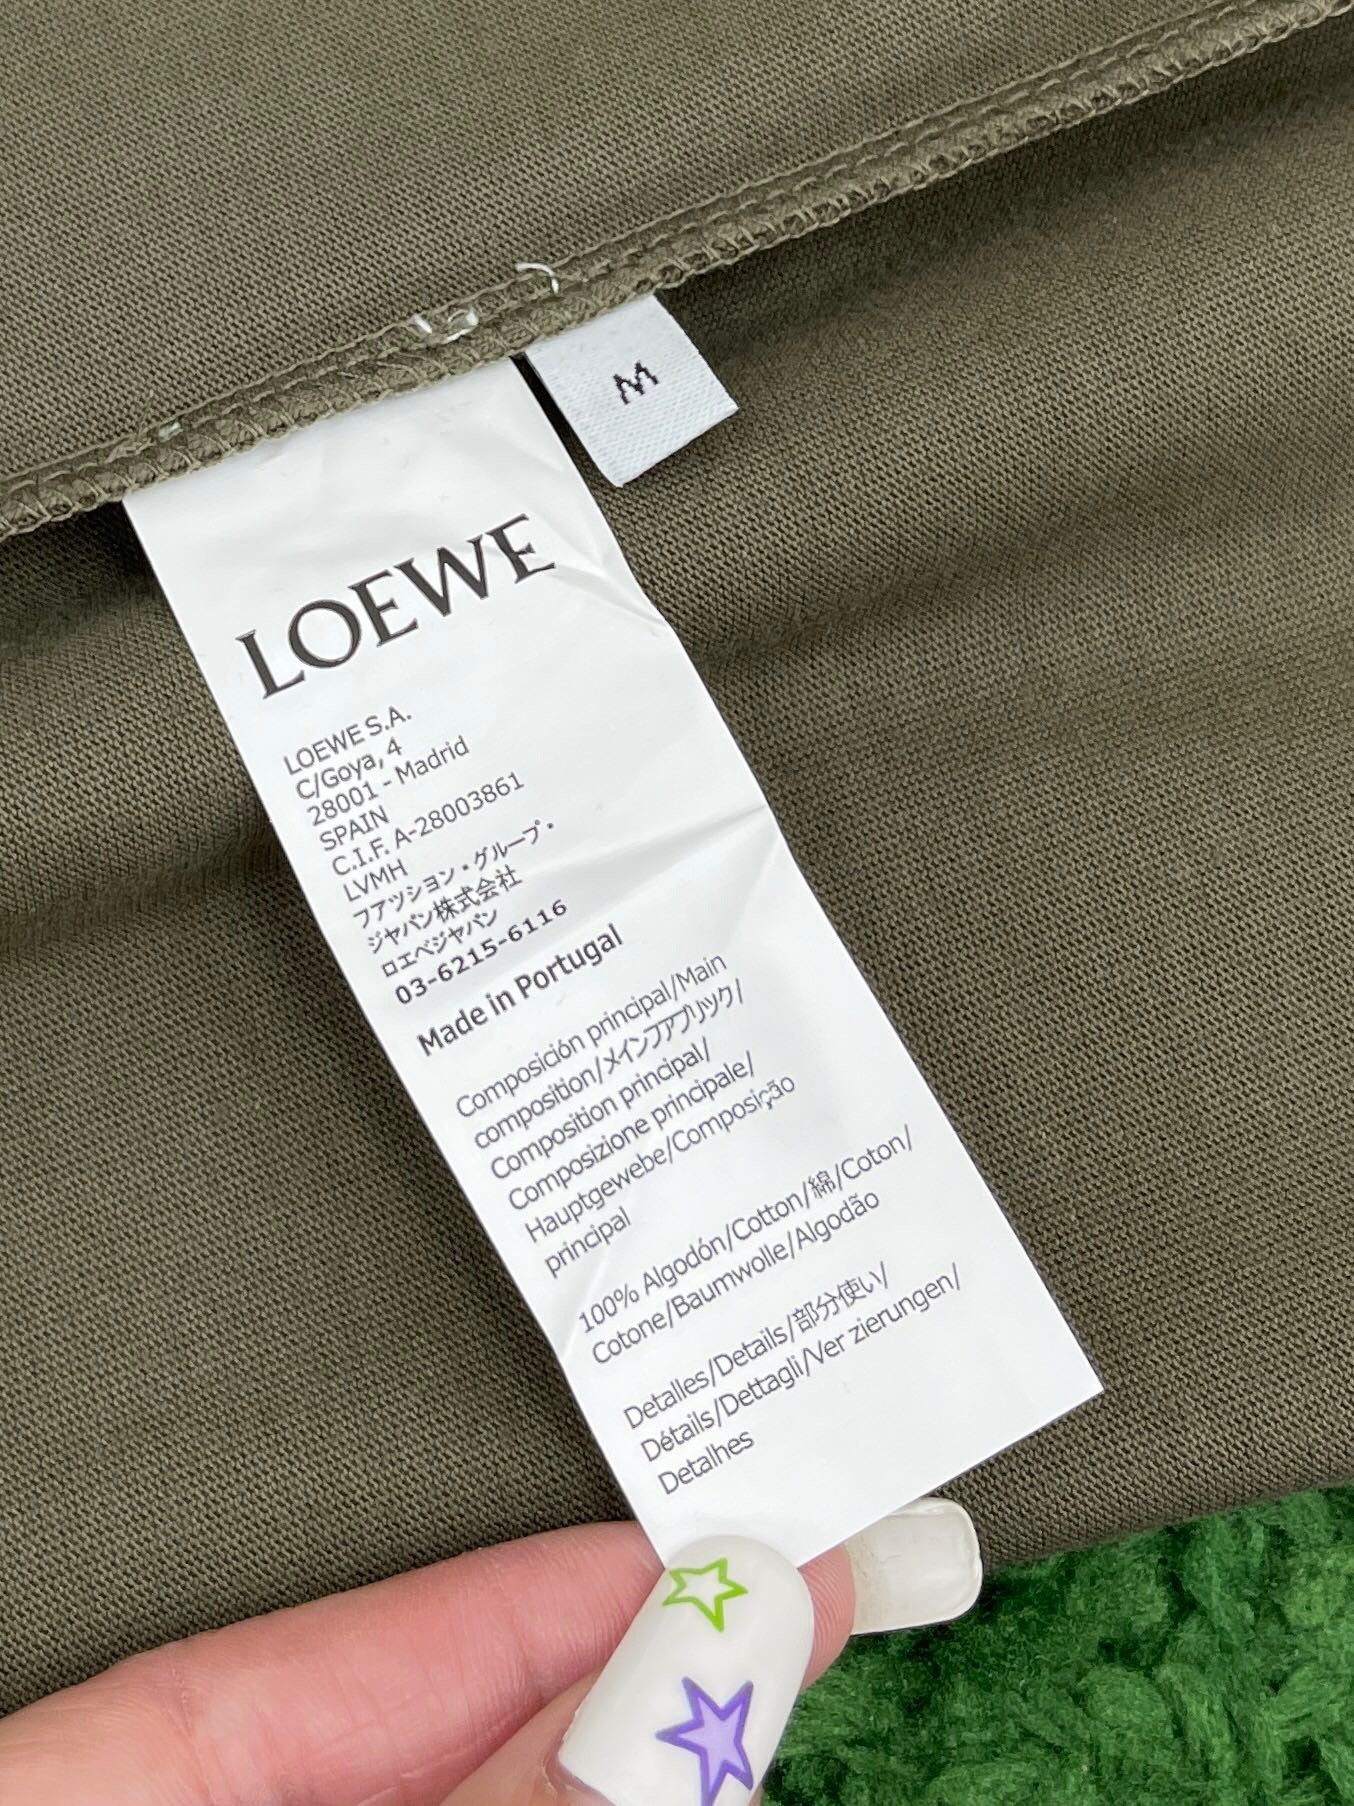 M
LOEWE
LOEWE S.A.
C/Goya, 4
28001 - Madrid
SPAIN
C.I.F. A-28003861
LVMH
ファッション・グループ・
ジャパン株式会社
ロエベジャパン
03-6215-6116
Made in Portugal
Composición principal/Main
composition/メインファブリック/
Composition principal/
Composizione principale/
Hauptgewebe/Composição
principal
100% Algodón/Cotton/綿/Coton/
Cotone/Baumwolle/Algodão
Detalles/Details/部分使い/
Détails/Dettagli/Ver zierungen/
Detalhes